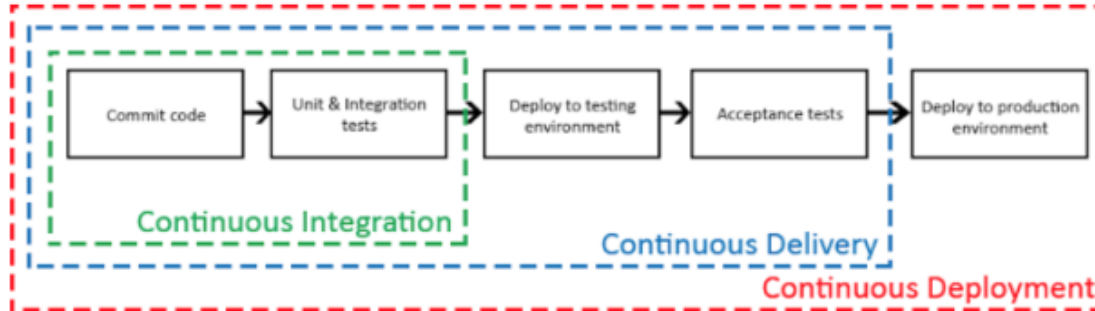 Commit code
Unit & Integration
tests
Deploy to testing
environment
Acceptance tests
Deploy to production
environment
Continuous Integration
Continuous Delivery
Continuous Deployment